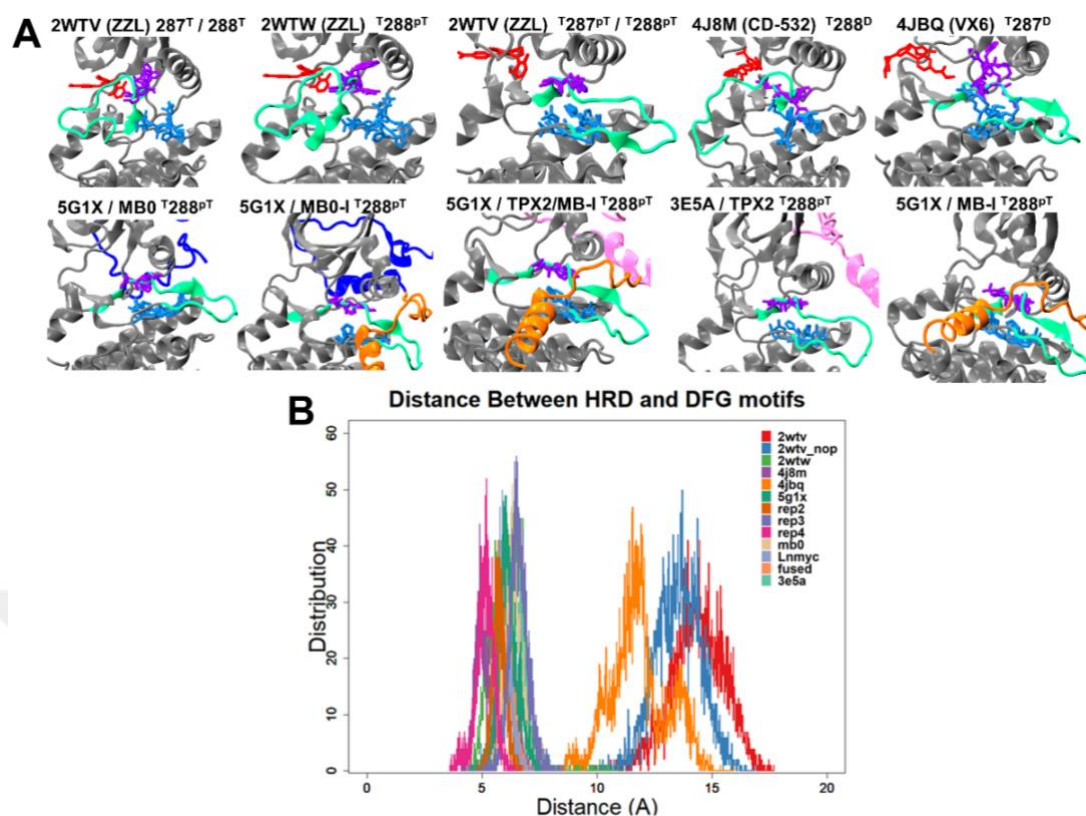 A
2WTV (ZZL) 287ᵀ / 288ᵀ
2WTW (ZZL) ᵀ288ᵖᵀ
2WTV (ZZL) ᵀ287ᵖᵀ / ᵀ288ᵖᵀ
4J8M (CD-532) ᵀ288ᴰ
4JBQ (VX6) ᵀ287ᴰ
5G1X / MB0 ᵀ288ᵖᵀ
5G1X / MB0-I ᵀ288ᵖᵀ
5G1X / TPX2/MB-I ᵀ288ᵖᵀ
3E5A / TPX2 ᵀ288ᵖᵀ
5G1X / MB-I ᵀ288ᵖᵀ
B
Distance Between HRD and DFG motifs
Distribution
60
50
40
30
20
10
0
2wtv
2wtv_nop
2wtw
4j8m
4jbq
5g1x
rep2
rep3
rep4
mb0
Lnmyc
fused
3e5a
0 5 10 15 20
Distance (A)